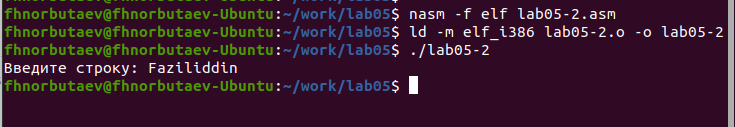 fhnorbutaev@fhnorbutaev-Ubuntu:~/work/lab05$ nasm -f elf lab05-2.asm
fhnorbutaev@fhnorbutaev-Ubuntu:~/work/lab05$ ld -m elf_i386 lab05-2.o -o lab05-2
fhnorbutaev@fhnorbutaev-Ubuntu:~/work/lab05$ ./lab05-2
Введите строку: Faziliddin
fhnorbutaev@fhnorbutaev-Ubuntu:~/work/lab05$